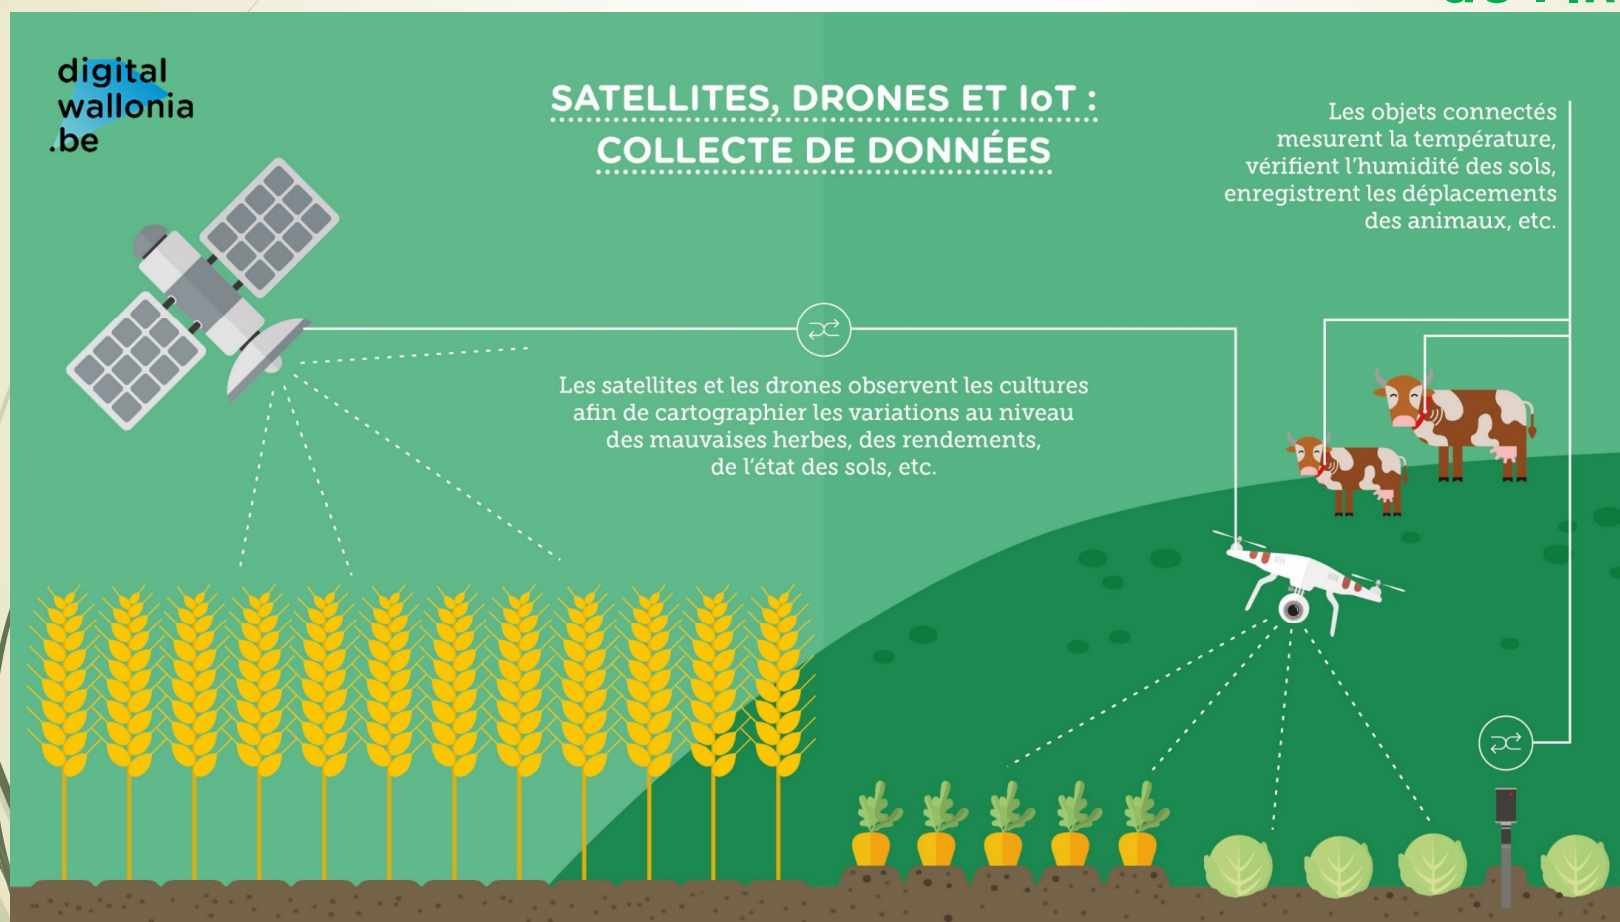 digital
wallonia
.be
SATELLITES, DRONES ET IoT :
COLLECTE DE DONNÉES
Les objets connectés
mesurent la température,
vérifient l'humidité des sols,
enregistrent les déplacements
des animaux, etc.
Les satellites et les drones observent les cultures
afin de cartographier les variations au niveau
des mauvaises herbes, des rendements,
de l'état des sols, etc.